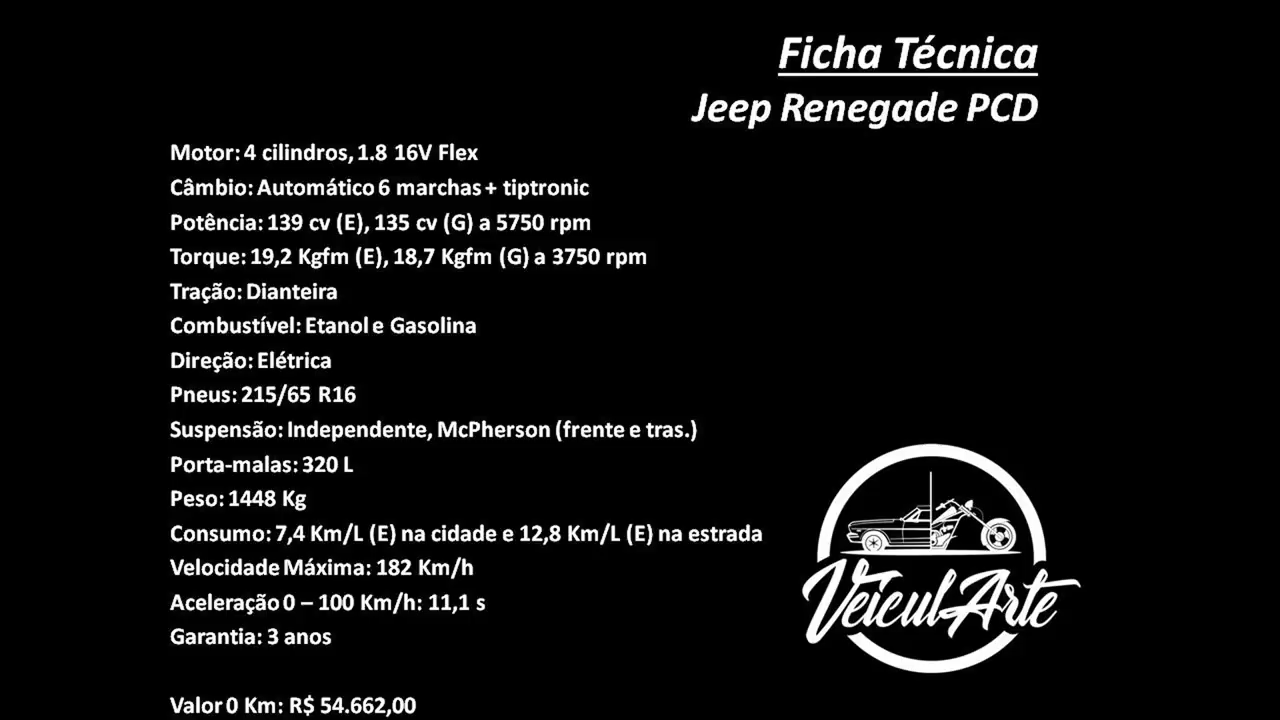 Ficha Técnica
Jeep Renegade PCD
Motor: 4 cilindros, 1.8 16V Flex
Câmbio: Automático 6 marchas + tiptronic
Potência: 139 cv (E), 135 cv (G) a 5750 rpm
Torque: 19,2 Kgfm (E), 18,7 Kgfm (G) a 3750 rpm
Tração: Dianteira
Combustível: Etanol e Gasolina
Direção: Elétrica
Pneus: 215/65 R16
Suspensão: Independente, McPherson (frente e tras.)
Porta-malas: 320 L
Peso: 1448 Kg
Consumo: 7,4 Km/L (E) na cidade e 12,8 Km/L (E) na estrada
Velocidade Máxima: 182 Km/h
Aceleração 0 – 100 Km/h: 11,1 s
Garantia: 3 anos
Valor 0 Km: R$ 54.662,00
VeiculArte